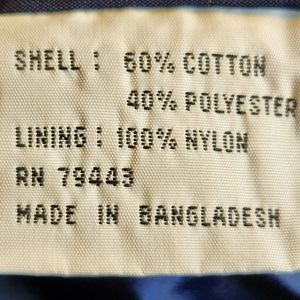 SHELL: 60% COTTON
40% POLYESTER
LINING: 100% NYLON
RN 79443
MADE IN BANGLADESH